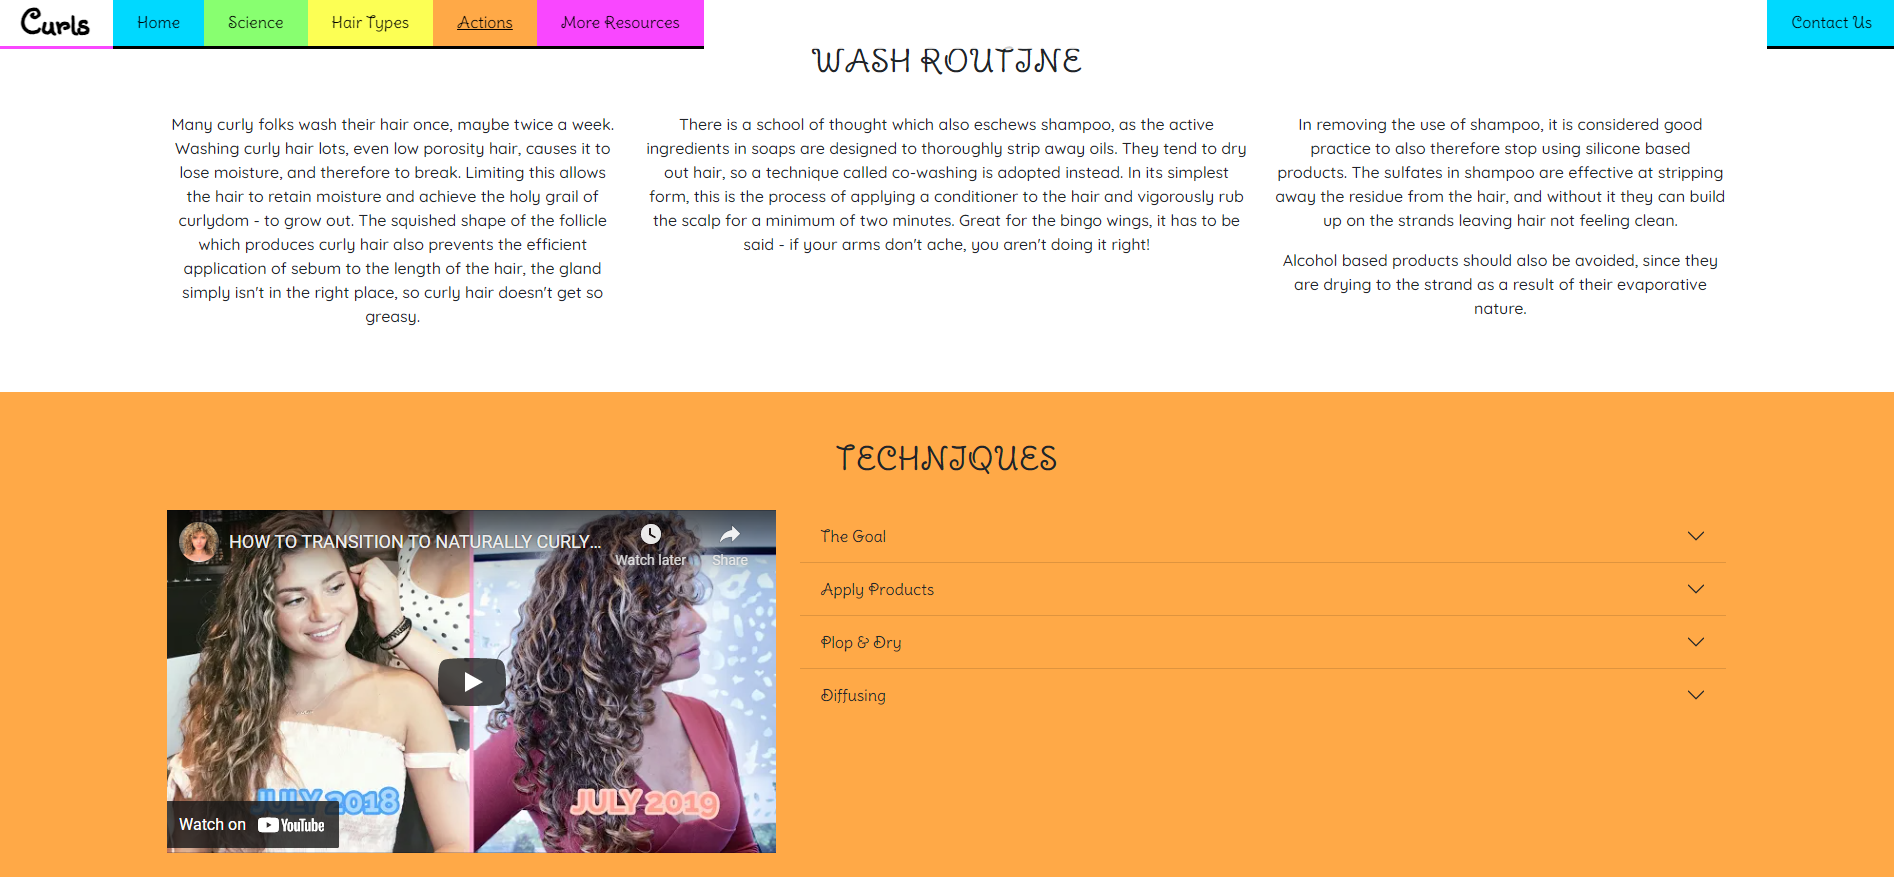 Curls
Home
Science
Hair Types
Actions
More Resources
Contact Us
WASH ROUTINE
Many curly folks wash their hair once, maybe twice a week.
Washing curly hair lots, even low porosity hair, causes it to
lose moisture, and therefore to break. Limiting this allows
the hair to retain moisture and achieve the holy grail of
curlydom - to grow out. The squished shape of the follicle
which produces curly hair also prevents the efficient
application of sebum to the length of the hair, the gland
simply isn't in the right place, so curly hair doesn't get so
greasy.
There is a school of thought which also eschews shampoo, as the active
ingredients in soaps are designed to thoroughly strip away oils. They tend to dry
out hair, so a technique called co-washing is adopted instead. In its simplest
form, this is the process of applying a conditioner to the hair and vigorously rub
the scalp for a minimum of two minutes. Great for the bingo wings, it has to be
said - if your arms don't ache, you aren't doing it right!
In removing the use of shampoo, it is considered good
practice to also therefore stop using silicone based
products. The sulfates in shampoo are effective at stripping
away the residue from the hair, and without it they can build
up on the strands leaving hair not feeling clean.
Alcohol based products should also be avoided, since they
are drying to the strand as a result of their evaporative
nature.
TECHNIQUES
HOW TO TRANSITION TO NATURALLY CURLY...
Watch later
Share
JULY 2018
JULY 2019
Watch on YouTube
The Goal
Apply Products
Plop & Dry
Diffusing